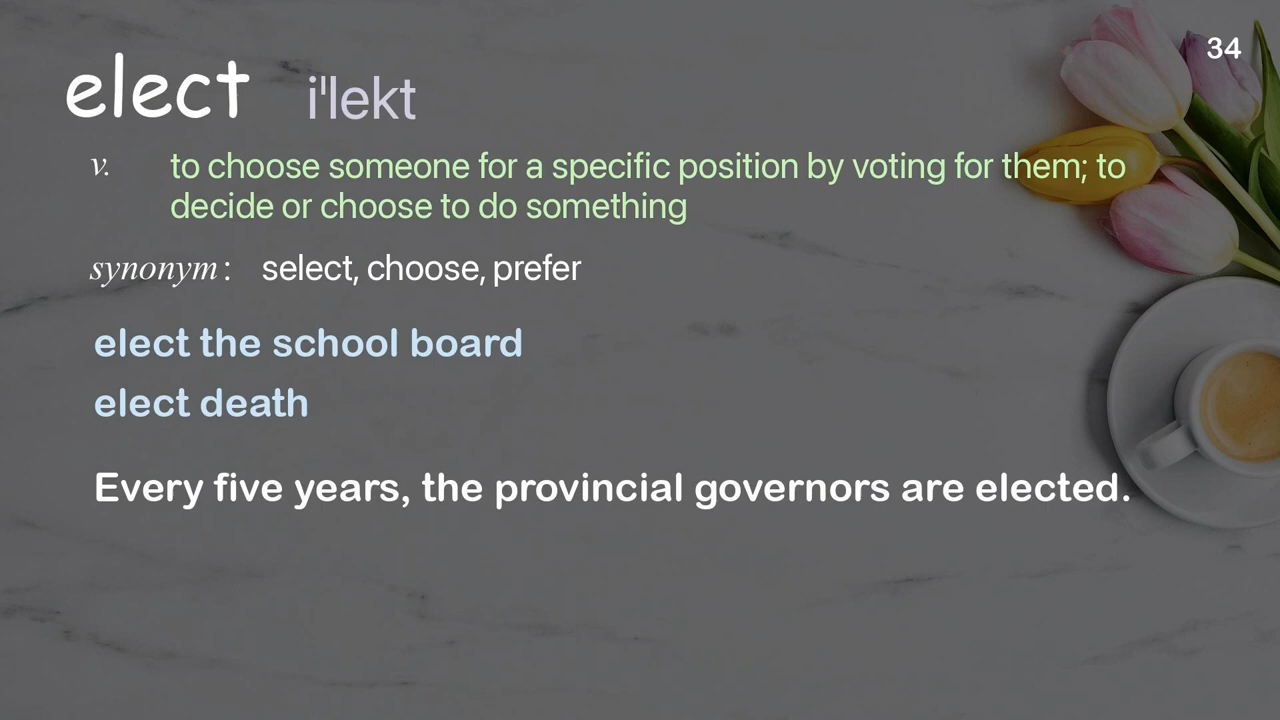 34
elect iˈlekt
v. to choose someone for a specific position by voting for them; to
decide or choose to do something
synonym : select, choose, prefer
elect the school board
elect death
Every five years, the provincial governors are elected.